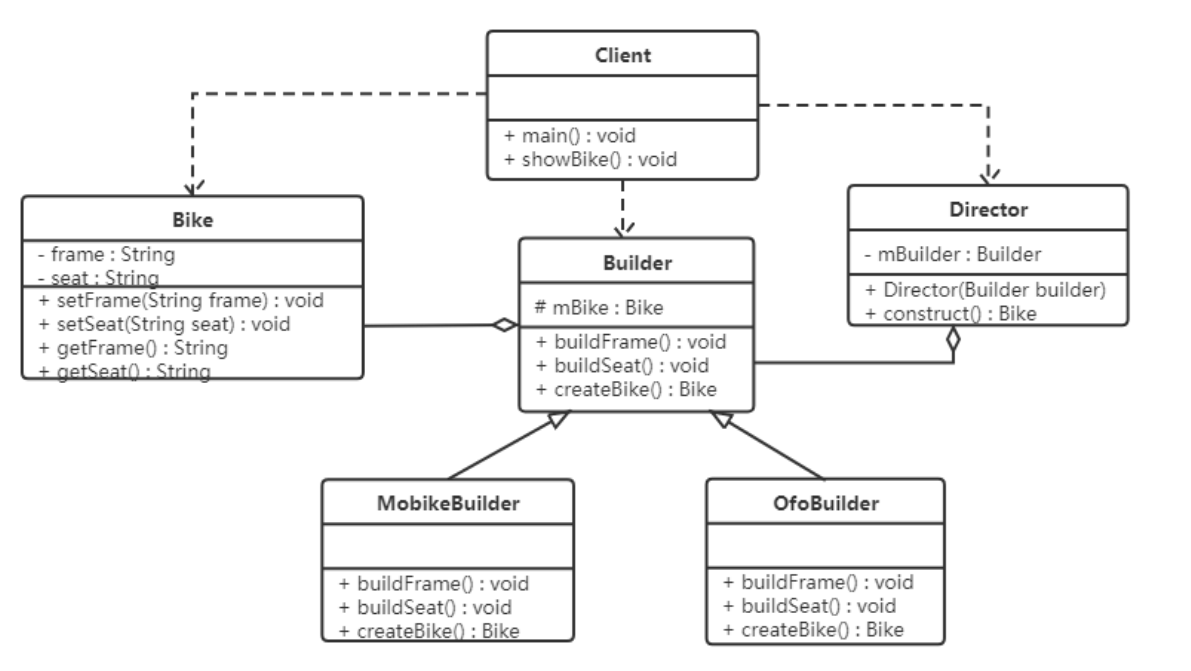 Client
+ main() : void
+ showBike() : void
Bike
- frame : String
- seat : String
+ setFrame(String frame) : void
+ setSeat(String seat) : void
+ getFrame() : String
+ getSeat() : String
Builder
# mBike : Bike
+ buildFrame() : void
+ buildSeat() : void
+ createBike() : Bike
Director
- mBuilder : Builder
+ Director(Builder builder)
+ construct() : Bike
MobikeBuilder
+ buildFrame() : void
+ buildSeat() : void
+ createBike() : Bike
OfoBuilder
+ buildFrame() : void
+ buildSeat() : void
+ createBike() : Bike